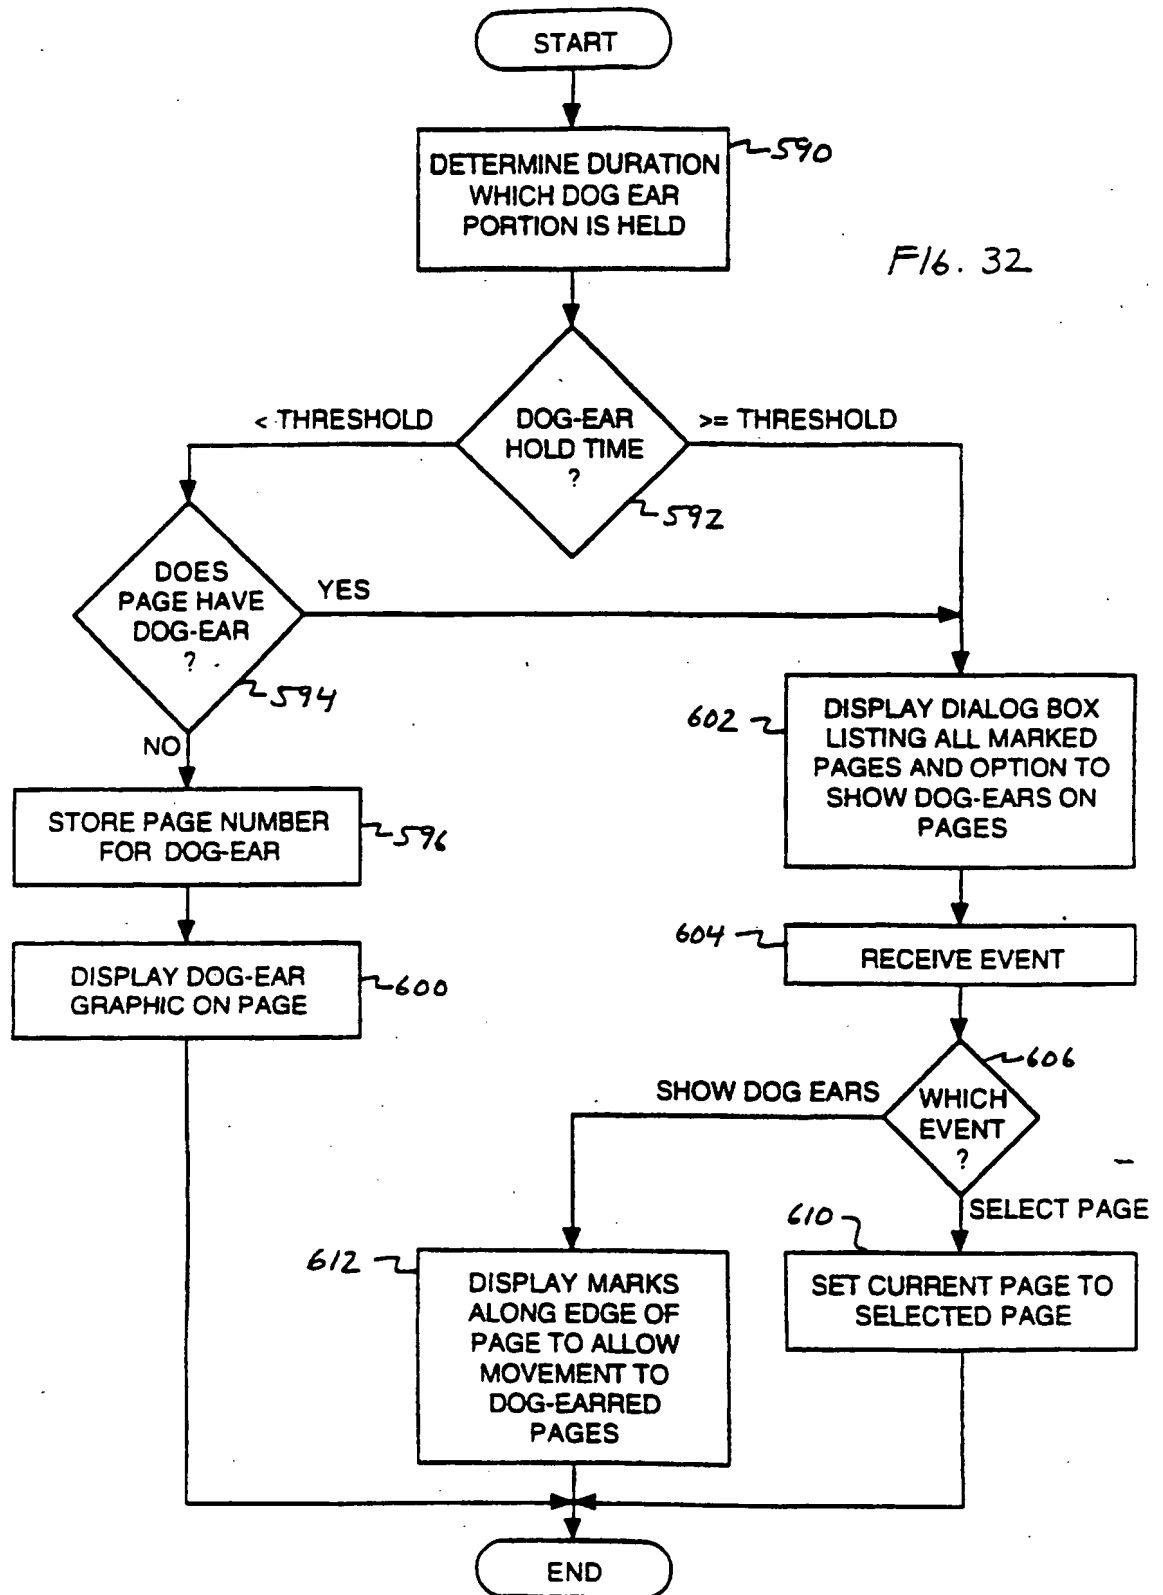 START
DETERMINE DURATION
WHICH DOG EAR
PORTION IS HELD
590
FIG. 32
< THRESHOLD
DOG-EAR
HOLD TIME
?
>= THRESHOLD
592
DOES
PAGE HAVE
DOG-EAR
?
YES
594
NO
602
DISPLAY DIALOG BOX
LISTING ALL MARKED
PAGES AND OPTION TO
SHOW DOG-EARS ON
PAGES
STORE PAGE NUMBER
FOR DOG-EAR
596
604
RECEIVE EVENT
DISPLAY DOG-EAR
GRAPHIC ON PAGE
600
606
SHOW DOG EARS
WHICH
EVENT
?
SELECT PAGE
610
612
DISPLAY MARKS
ALONG EDGE OF
PAGE TO ALLOW
MOVEMENT TO
DOG-EARRED
PAGES
SET CURRENT PAGE TO
SELECTED PAGE
END